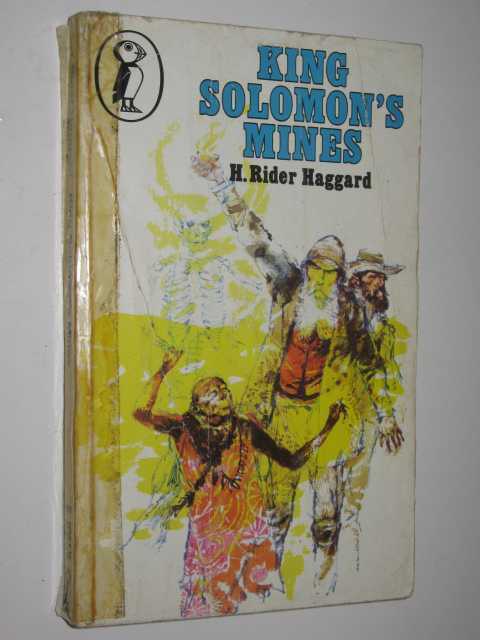 KING
SOLOMON'S
MINES
H. Rider Haggard